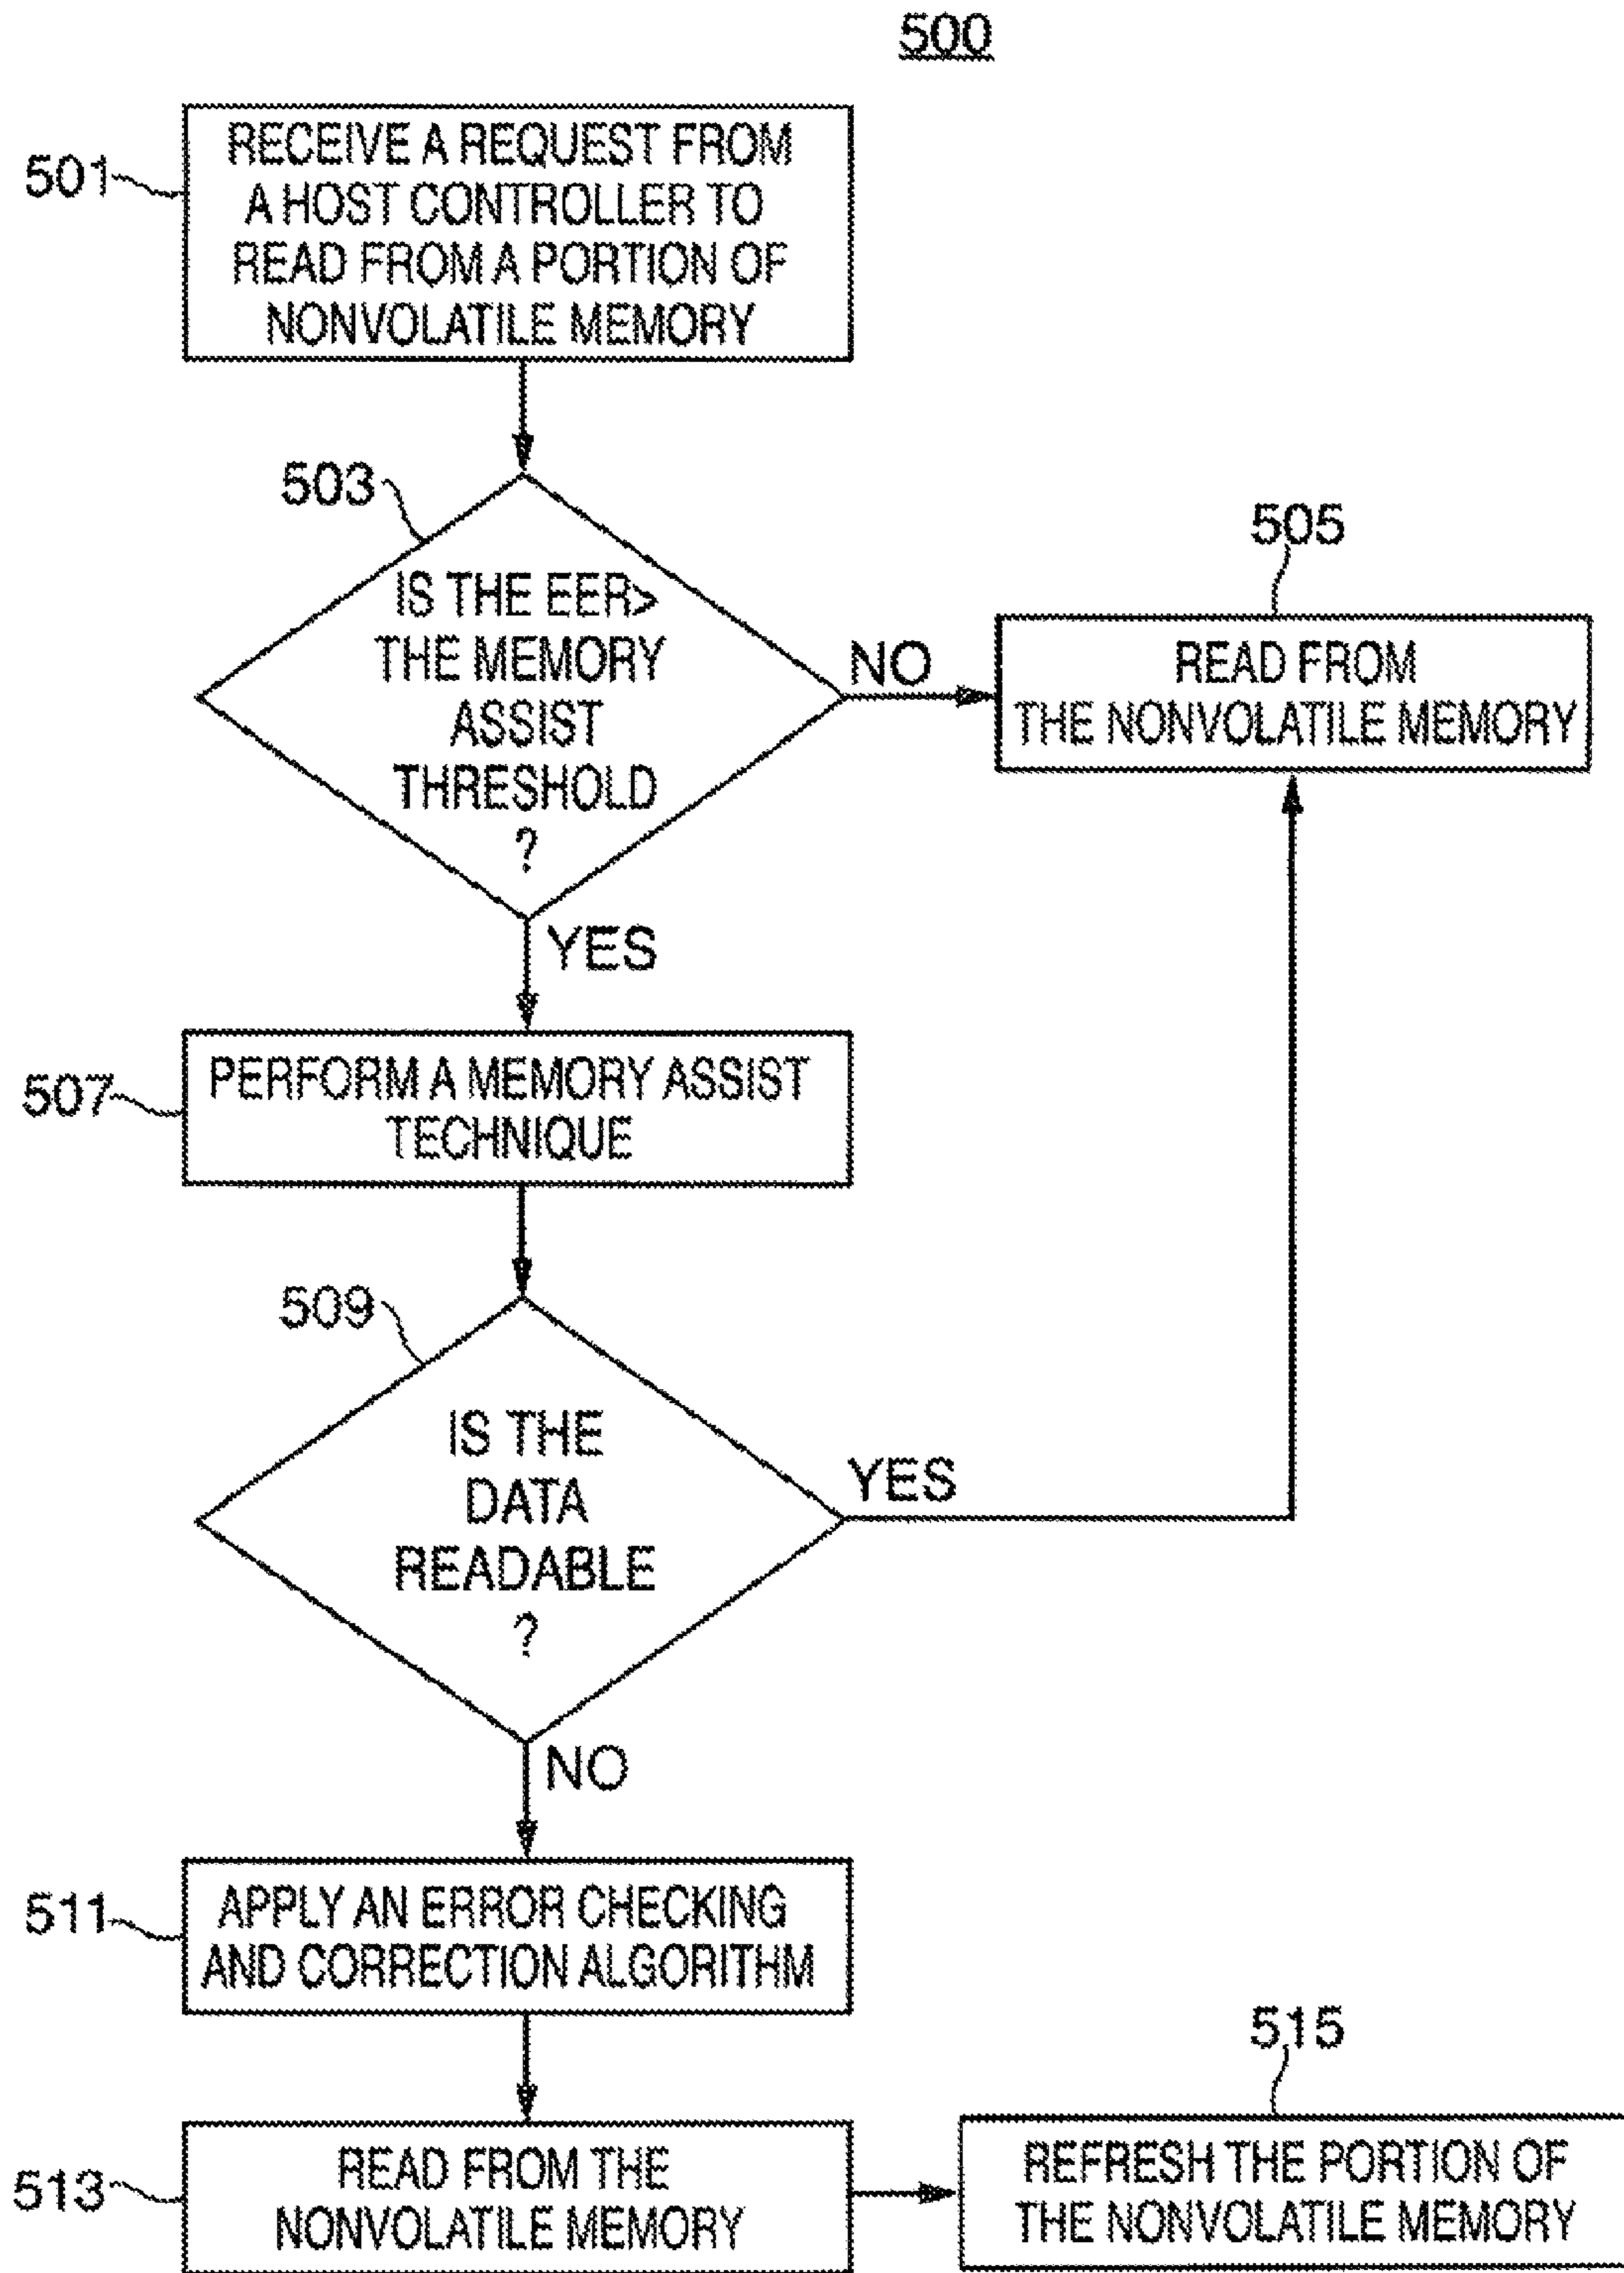 500
501
RECEIVE A REQUEST FROM
A HOST CONTROLLER TO
READ FROM A PORTION OF
NONVOLATILE MEMORY
503
IS THE EER>
THE MEMORY
ASSIST
THRESHOLD
?
NO
505
READ FROM
THE NONVOLATILE MEMORY
YES
507
PERFORM A MEMORY ASSIST
TECHNIQUE
509
IS THE
DATA
READABLE
?
YES
NO
511
APPLY AN ERROR CHECKING
AND CORRECTION ALGORITHM
513
READ FROM THE
NONVOLATILE MEMORY
515
REFRESH THE PORTION OF
THE NONVOLATILE MEMORY